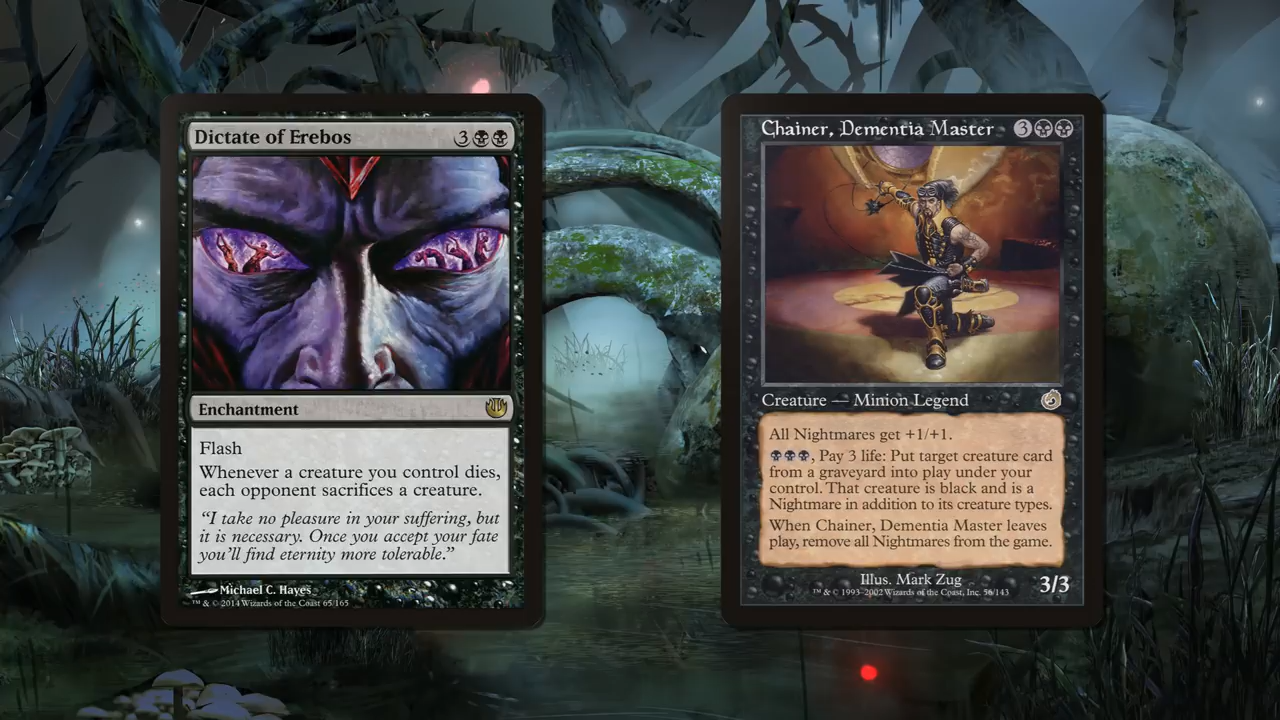 Dictate of Erebos 3
Enchantment
Flash
Whenever a creature you control dies,
each opponent sacrifices a creature.
“I take no pleasure in your suffering, but
it is necessary. Once you accept your fate
you’ll find eternity more tolerable.”
Michael C. Hayes
™ & © 2014 Wizards of the Coast 65/165
Chainer, Dementia Master 3
Creature — Minion Legend
All Nightmares get +1/+1.
, Pay 3 life: Put target creature card
from a graveyard into play under your
control. That creature is black and is a
Nightmare in addition to its creature types.
When Chainer, Dementia Master leaves
play, remove all Nightmares from the game.
Illus. Mark Zug
™ & © 1993-2002 Wizards of the Coast, Inc. 56/143
3/3